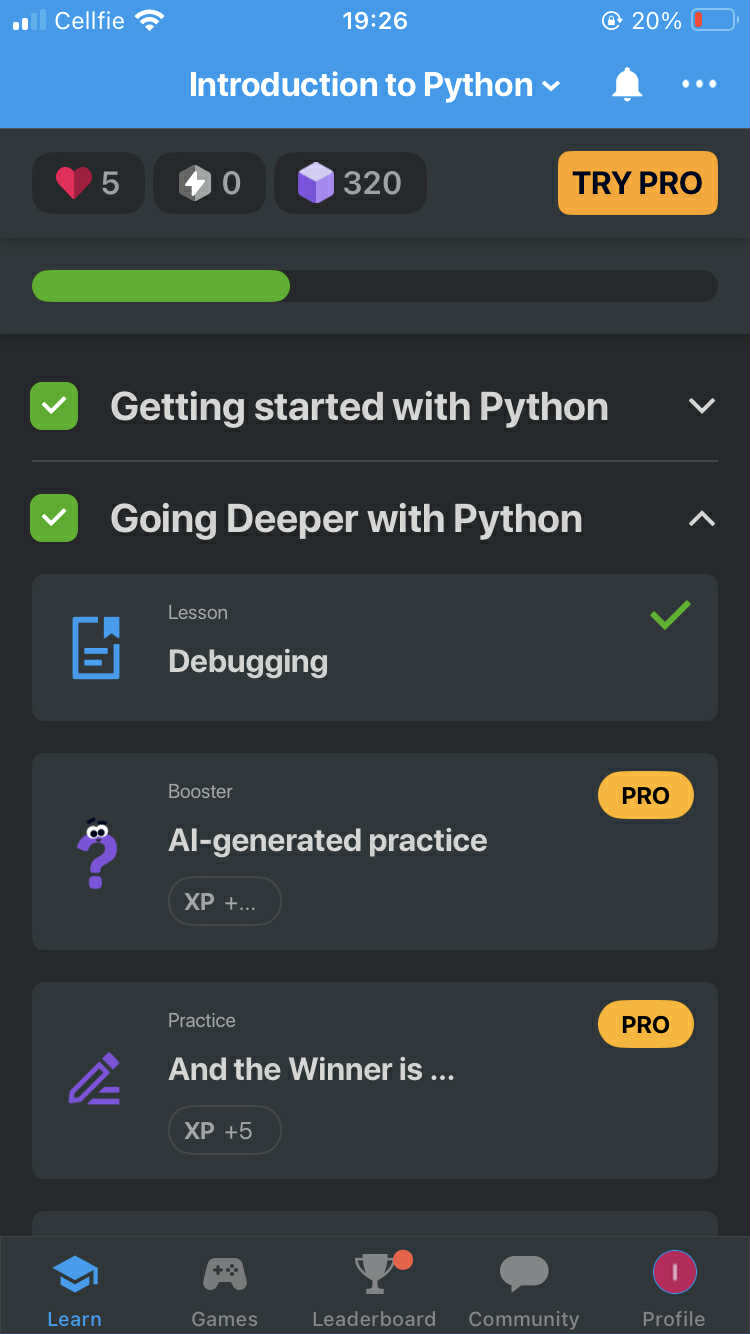 Cellfie 19:26 20%
Introduction to Python
5 0 320 TRY PRO
Getting started with Python
Going Deeper with Python
Lesson
Debugging
Booster
PRO
AI-generated practice
XP +...
Practice
PRO
And the Winner is ...
XP +5
Learn Games Leaderboard Community Profile
I